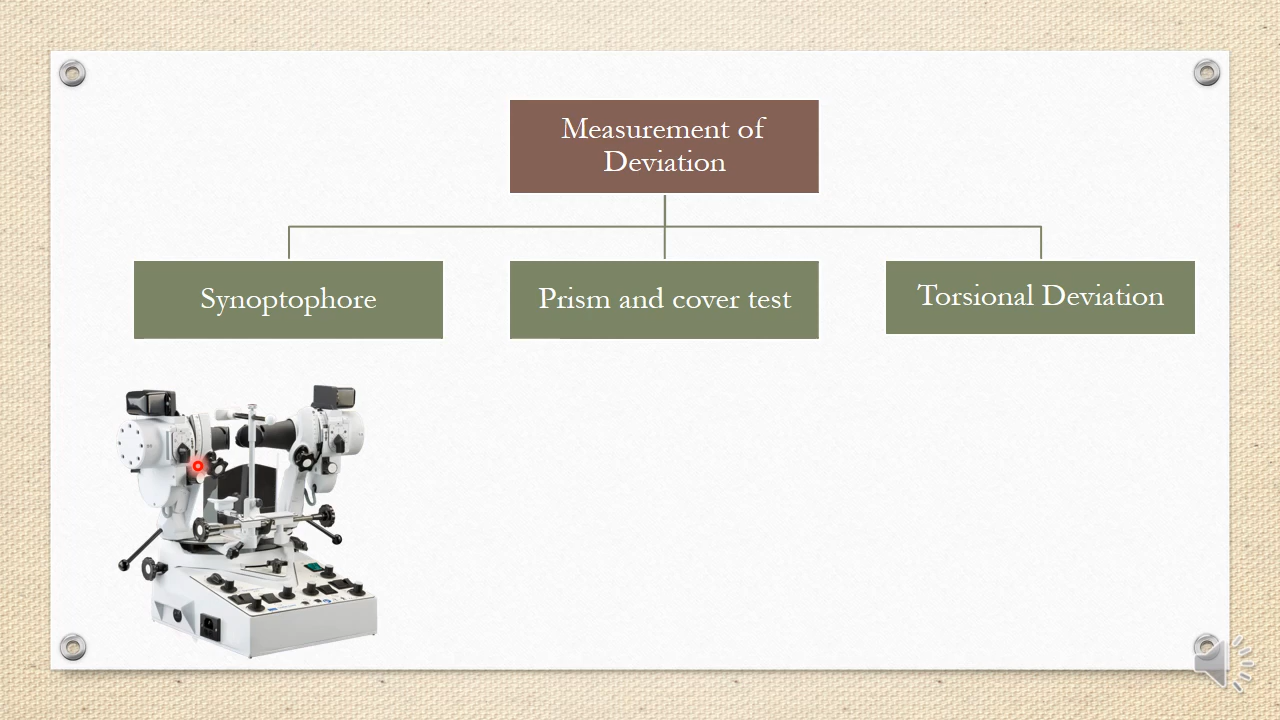 Measurement of
Deviation
Synoptophore
Prism and cover test
Torsional Deviation